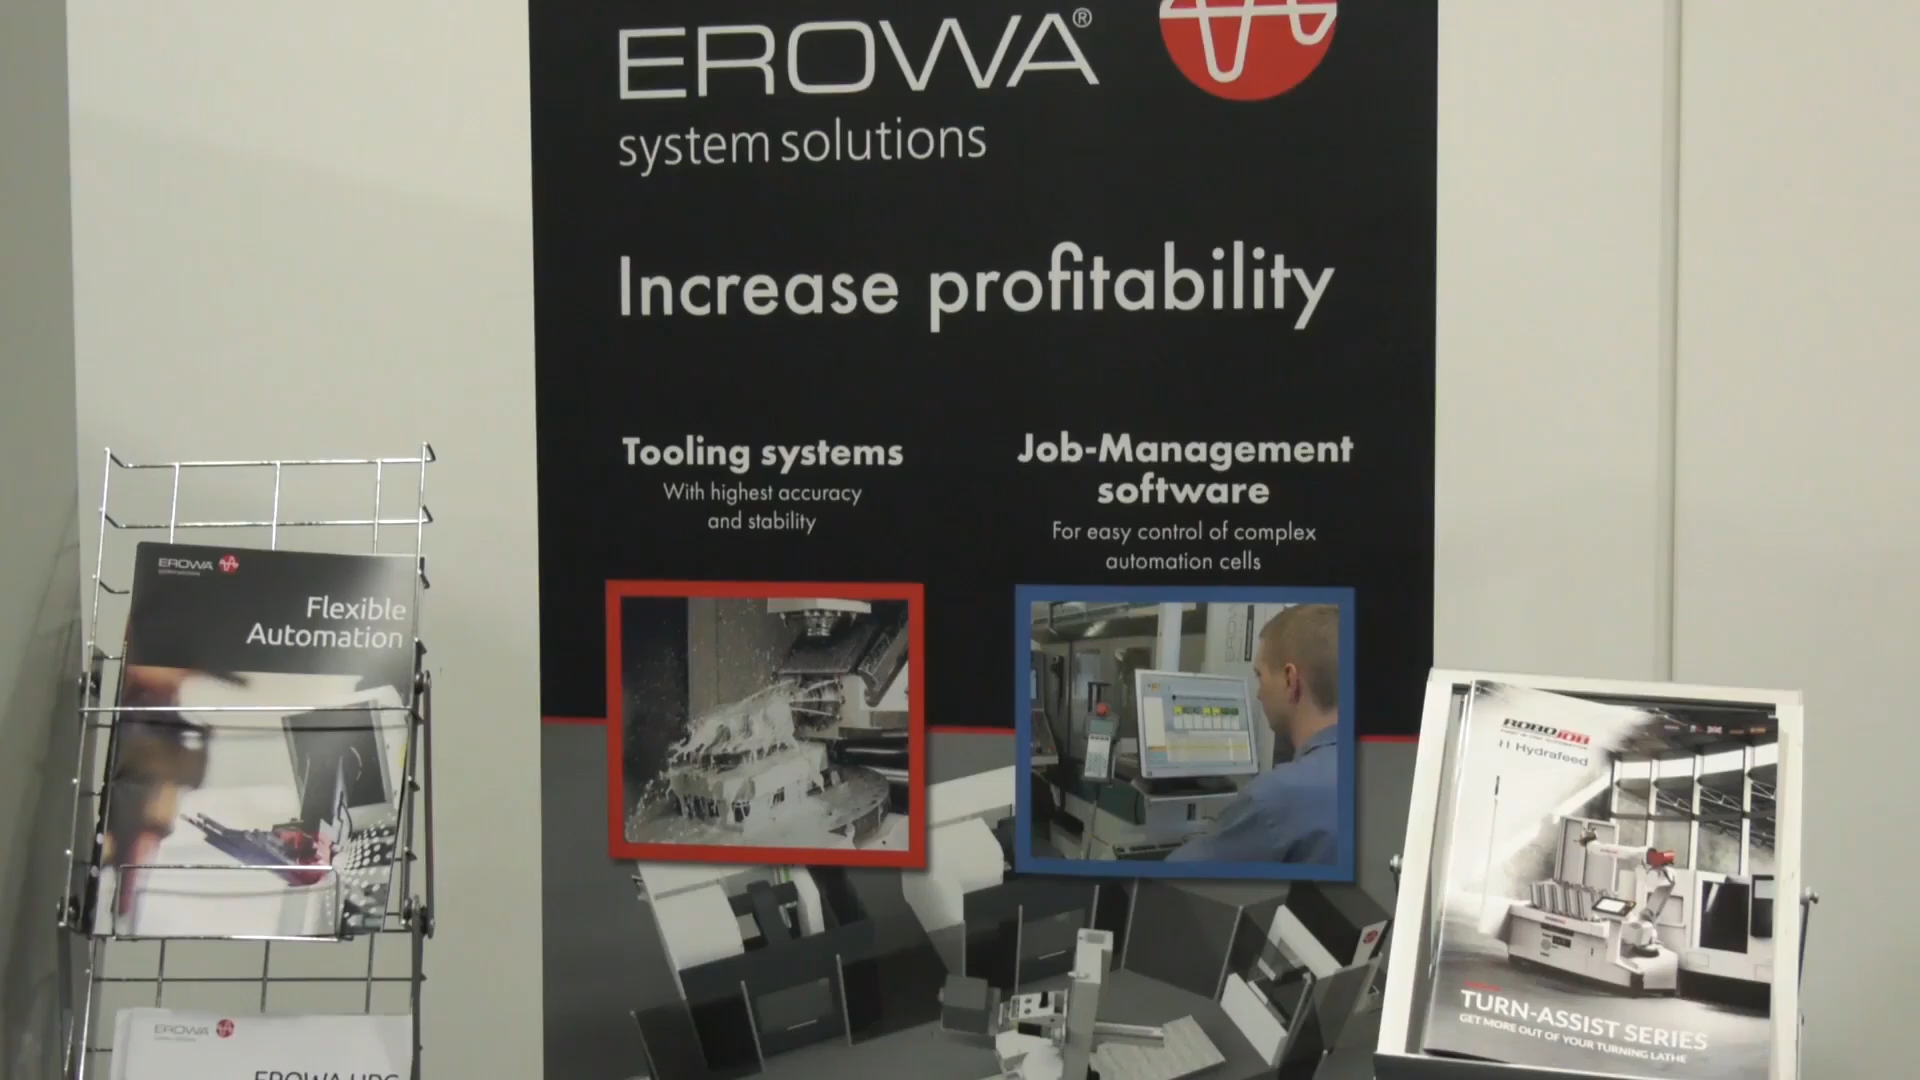 EROWA®
system solutions
Increase profitability
Tooling systems
With highest accuracy
and stability
Job-Management
software
For easy control of complex
automation cells
EROWA
system solutions
Flexible
Automation
EROWA
ROBOJOB
Hydrafeed
TURN-ASSIST SERIES
GET MORE OUT OF YOUR TURNING LATHE